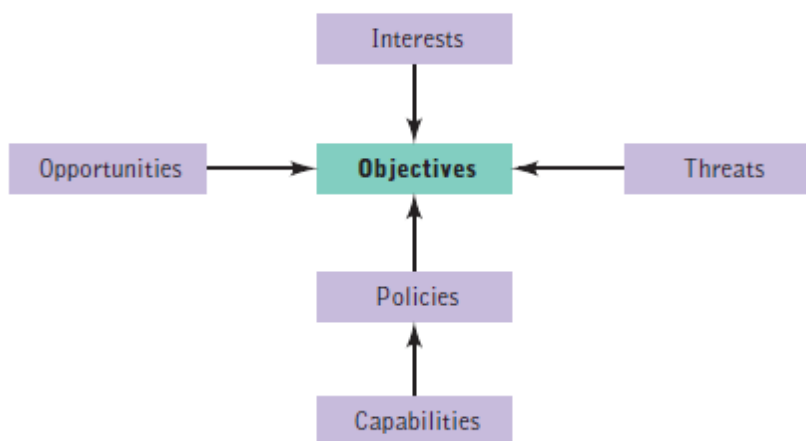 Interests
Opportunities
Objectives
Threats
Policies
Capabilities